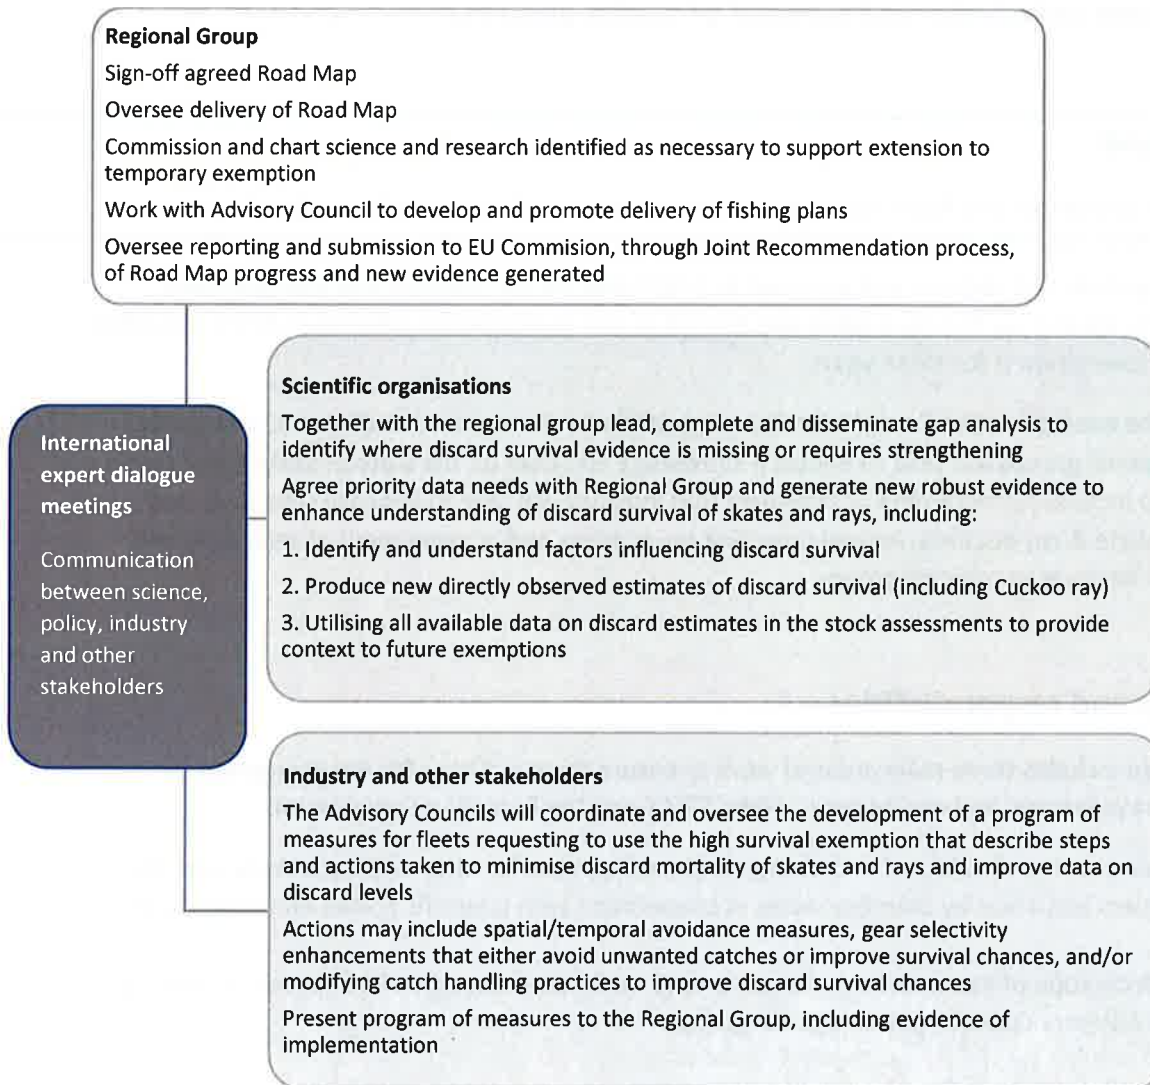 Regional Group
Sign-off agreed Road Map
Oversee delivery of Road Map
Commission and chart science and research identified as necessary to support extension to
temporary exemption
Work with Advisory Council to develop and promote delivery of fishing plans
Oversee reporting and submission to EU Commision, through Joint Recommendation process,
of Road Map progress and new evidence generated
International
expert dialogue
meetings
Communication
between science,
policy, industry
and other
stakeholders
Scientific organisations
Together with the regional group lead, complete and disseminate gap analysis to
identify where discard survival evidence is missing or requires strengthening
Agree priority data needs with Regional Group and generate new robust evidence to
enhance understanding of discard survival of skates and rays, including:
1. Identify and understand factors influencing discard survival
2. Produce new directly observed estimates of discard survival (including Cuckoo ray)
3. Utilising all available data on discard estimates in the stock assessments to provide
context to future exemptions
Industry and other stakeholders
The Advisory Councils will coordinate and oversee the development of a program of
measures for fleets requesting to use the high survival exemption that describe steps
and actions taken to minimise discard mortality of skates and rays and improve data on
discard levels
Actions may include spatial/temporal avoidance measures, gear selectivity
enhancements that either avoid unwanted catches or improve survival chances, and/or
modifying catch handling practices to improve discard survival chances
Present program of measures to the Regional Group, including evidence of
implementation